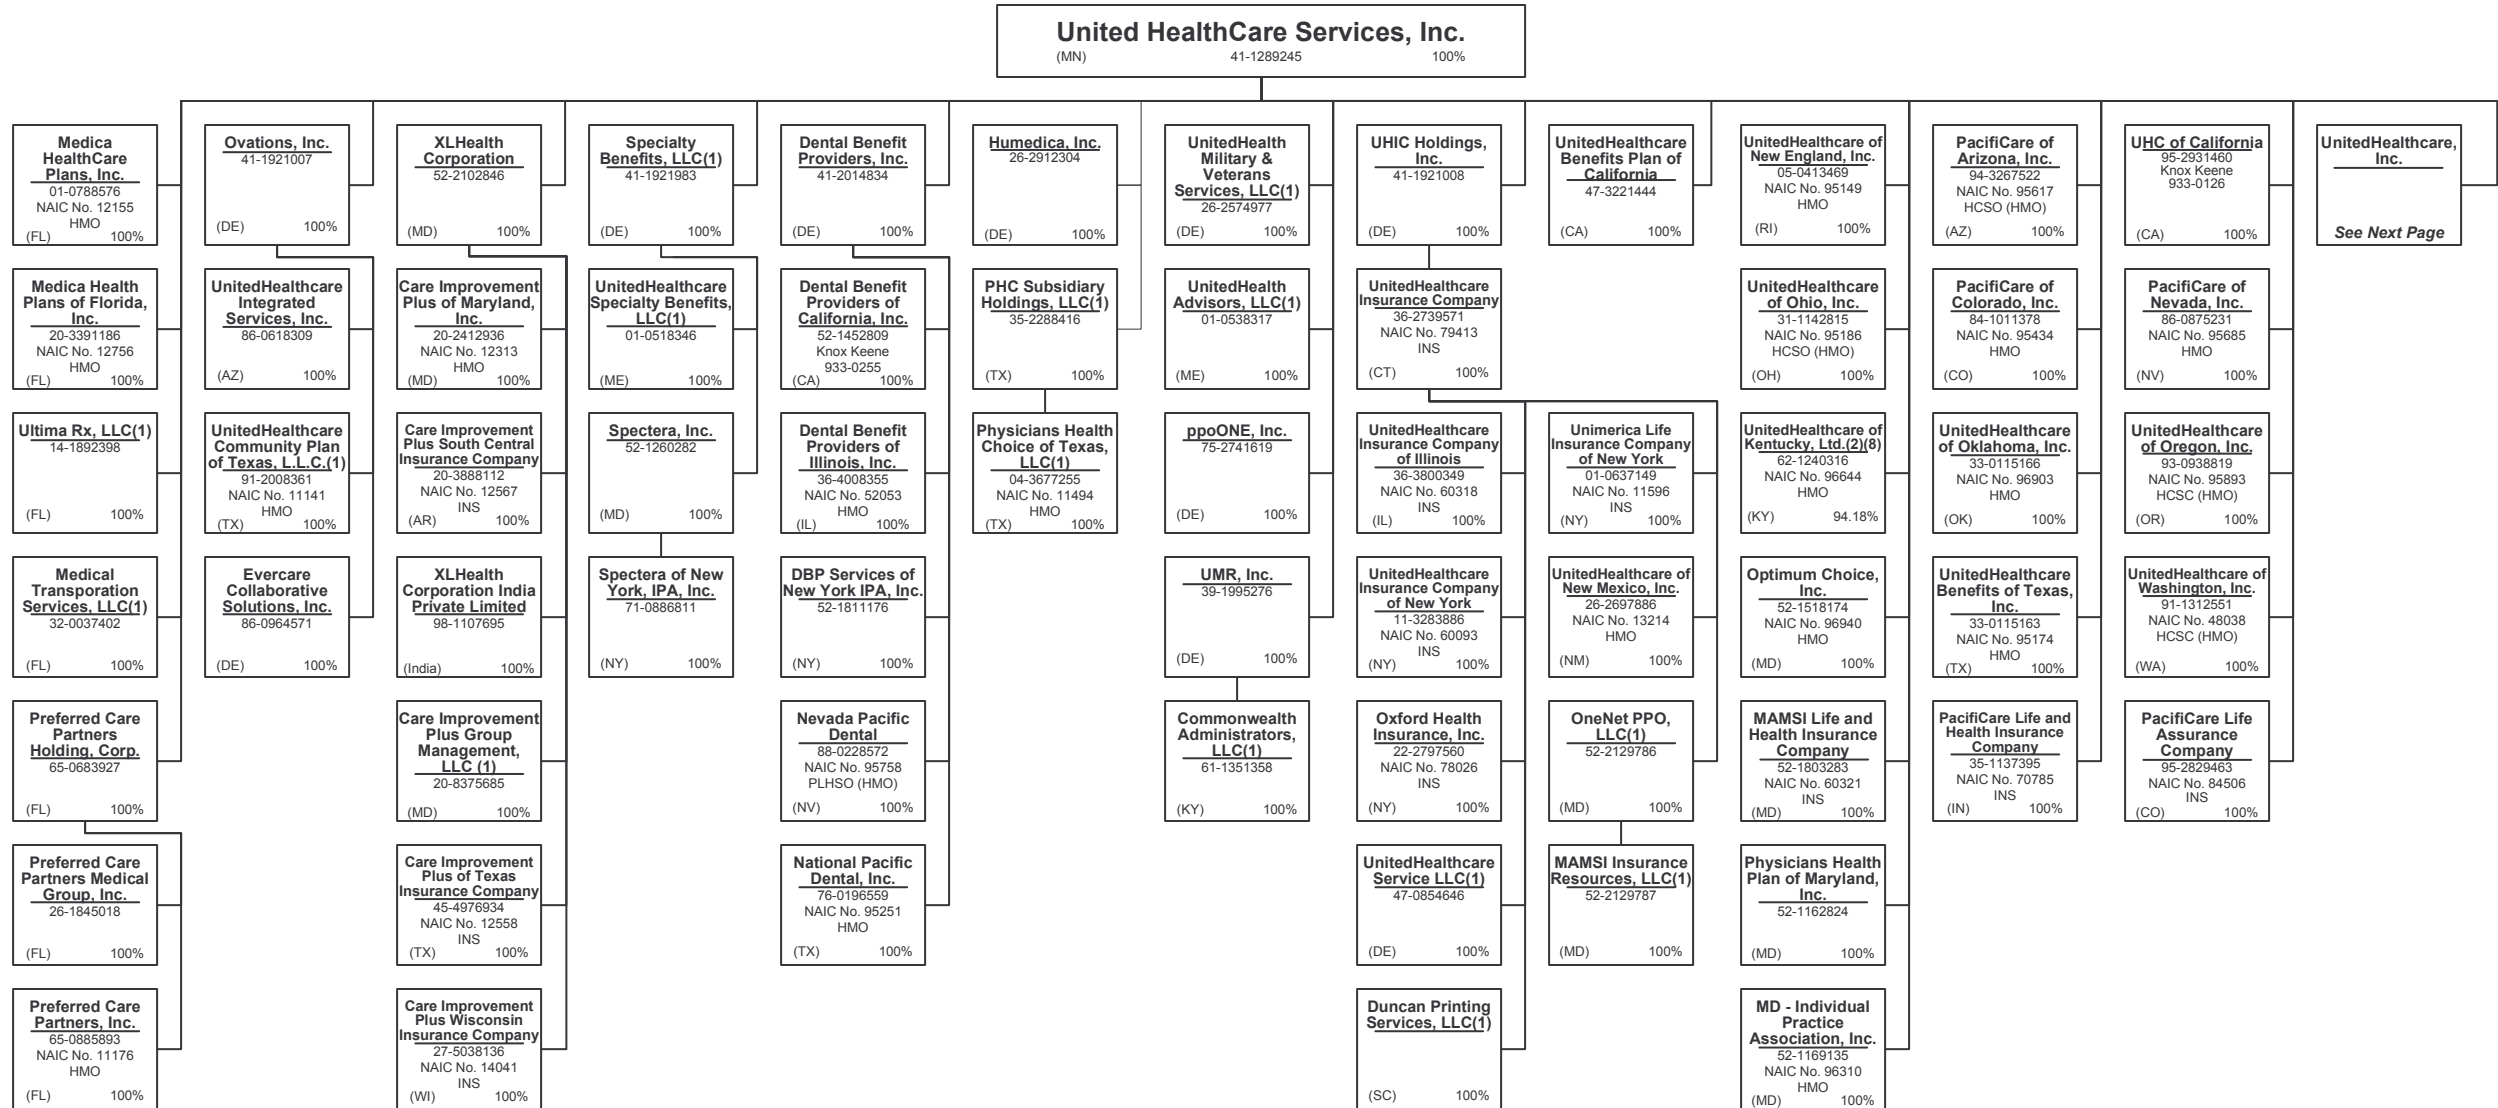 United HealthCare Services, Inc.
(MN) 41-1289245 100%
Medica
HealthCare
Plans, Inc.
01-0788576
NAIC No. 12155
HMO
(FL) 100%
Ovations, Inc.
41-1921007
(DE) 100%
XLHealth
Corporation
52-2102846
(MD) 100%
Specialty
Benefits, LLC(1)
41-1921983
(DE) 100%
Dental Benefit
Providers, Inc.
41-2014834
(DE) 100%
Humedica, Inc.
26-2912304
(DE) 100%
UnitedHealth
Military &
Veterans
Services, LLC(1)
26-2574977
(DE) 100%
UHIC Holdings,
Inc.
41-1921008
(DE) 100%
UnitedHealthcare
Benefits Plan of
California
47-3221444
(CA) 100%
UnitedHealthcare of
New England, Inc.
05-0413469
NAIC No. 95149
HMO
(RI) 100%
PacifiCare of
Arizona, Inc.
94-3267522
NAIC No. 95617
HCSO (HMO)
(AZ) 100%
UHC of California
95-2931460
Knox Keene
933-0126
(CA) 100%
UnitedHealthcare,
Inc.
See Next Page
Medica Health
Plans of Florida,
Inc.
20-3391186
NAIC No. 12756
HMO
(FL) 100%
UnitedHealthcare
Integrated
Services, Inc.
86-0618309
(AZ) 100%
Care Improvement
Plus of Maryland,
Inc.
20-2412936
NAIC No. 12313
HMO
(MD) 100%
UnitedHealthcare
Specialty Benefits,
LLC(1)
01-0518346
(ME) 100%
Dental Benefit
Providers of
California, Inc.
52-1452809
Knox Keene
933-0255
(CA) 100%
PHC Subsidiary
Holdings, LLC(1)
35-2288416
(TX) 100%
UnitedHealth
Advisors, LLC(1)
01-0538317
(ME) 100%
UnitedHealthcare
Insurance Company
36-2739571
NAIC No. 79413
INS
(CT) 100%
UnitedHealthcare
of Ohio, Inc.
31-1142815
NAIC No. 95186
HCSO (HMO)
(OH) 100%
PacifiCare of
Colorado, Inc.
84-1011378
NAIC No. 95434
HMO
(CO) 100%
PacifiCare of
Nevada, Inc.
86-0875231
NAIC No. 95685
HMO
(NV) 100%
Ultima Rx, LLC(1)
14-1892398
(FL) 100%
UnitedHealthcare
Community Plan
of Texas, L.L.C.(1)
91-2008361
NAIC No. 11141
HMO
(TX) 100%
Care Improvement
Plus South Central
Insurance Company
20-3888112
NAIC No. 12567
INS
(AR) 100%
Spectera, Inc.
52-1260282
(MD) 100%
Dental Benefit
Providers of
Illinois, Inc.
36-4008355
NAIC No. 52053
HMO
(IL) 100%
Physicians Health
Choice of Texas,
LLC(1)
04-3677255
NAIC No. 11494
HMO
(TX) 100%
ppoONE, Inc.
75-2741619
(DE) 100%
UnitedHealthcare
Insurance Company
of Illinois
36-3800349
NAIC No. 60318
INS
(IL) 100%
Unimerica Life
Insurance Company
of New York
01-0637149
NAIC No. 11596
INS
(NY) 100%
UnitedHealthcare of
Kentucky, Ltd.(2)(8)
62-1240316
NAIC No. 96644
HMO
(KY) 94.18%
UnitedHealthcare
of Oklahoma, Inc.
33-0115166
NAIC No. 96903
HMO
(OK) 100%
UnitedHealthcare
of Oregon, Inc.
93-0938819
NAIC No. 95893
HCSC (HMO)
(OR) 100%
Medical
Transporation
Services, LLC(1)
32-0037402
(FL) 100%
Evercare
Collaborative
Solutions, Inc.
86-0964571
(DE) 100%
XLHealth
Corporation India
Private Limited
98-1107695
(India) 100%
Spectera of New
York, IPA, Inc.
71-0886811
(NY) 100%
DBP Services of
New York IPA, Inc.
52-1811176
(NY) 100%
UMR, Inc.
39-1995276
(DE) 100%
UnitedHealthcare
Insurance Company
of New York
11-3283886
NAIC No. 60093
INS
(NY) 100%
UnitedHealthcare of
New Mexico, Inc.
26-2697886
NAIC No. 13214
HMO
(NM) 100%
Optimum Choice,
Inc.
52-1518174
NAIC No. 96940
HMO
(MD) 100%
UnitedHealthcare
Benefits of Texas,
Inc.
33-0115163
NAIC No. 95174
HMO
(TX) 100%
UnitedHealthcare of
Washington, Inc.
91-1312551
NAIC No. 48038
HCSC (HMO)
(WA) 100%
Preferred Care
Partners
Holding, Corp.
65-0683927
(FL) 100%
Care Improvement
Plus Group
Management,
LLC (1)
20-8375685
(MD) 100%
Nevada Pacific
Dental
88-0228572
NAIC No. 95758
PLHSO (HMO)
(NV) 100%
Commonwealth
Administrators,
LLC(1)
61-1351358
(KY) 100%
Oxford Health
Insurance, Inc.
22-2797560
NAIC No. 78026
INS
(NY) 100%
OneNet PPO,
LLC(1)
52-2129786
(MD) 100%
MAMSI Life and
Health Insurance
Company
52-1803283
NAIC No. 60321
INS
(MD) 100%
PacifiCare Life and
Health Insurance
Company
35-1137395
NAIC No. 70785
INS
(IN) 100%
PacifiCare Life
Assurance
Company
95-2829463
NAIC No. 84506
INS
(CO) 100%
Preferred Care
Partners Medical
Group, Inc.
26-1845018
(FL) 100%
Care Improvement
Plus of Texas
Insurance Company
45-4976934
NAIC No. 12558
INS
(TX) 100%
National Pacific
Dental, Inc.
76-0196559
NAIC No. 95251
HMO
(TX) 100%
UnitedHealthcare
Service LLC(1)
47-0854646
(DE) 100%
MAMSI Insurance
Resources, LLC(1)
52-2129787
(MD) 100%
Physicians Health
Plan of Maryland,
Inc.
52-1162824
(MD) 100%
Preferred Care
Partners, Inc.
65-0885893
NAIC No. 11176
HMO
(FL) 100%
Care Improvement
Plus Wisconsin
Insurance Company
27-5038136
NAIC No. 14041
INS
(WI) 100%
Duncan Printing
Services, LLC(1)
(SC) 100%
MD - Individual
Practice
Association, Inc.
52-1169135
NAIC No. 96310
HMO
(MD) 100%